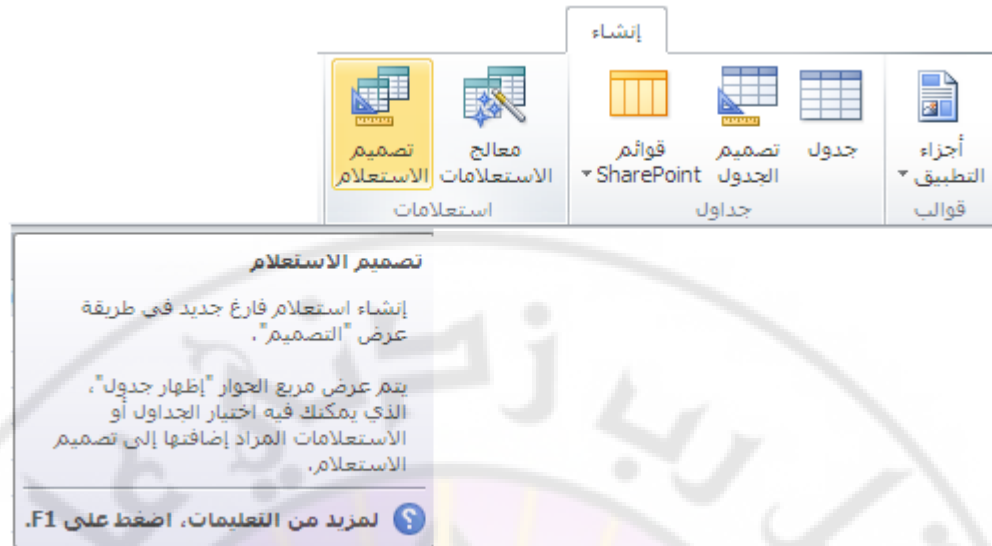 إنشاء
أجزاء
التطبيق
جدول
تصميم
الجدول
قوائم
SharePoint
معالج
الاستعلامات
تصميم
الاستعلام
قوالب
جداول
استعلامات
تصميم الاستعلام
إنشاء استعلام فارغ جديد في طريقة
عرض "التصميم".
يتم عرض مربع الحوار "إظهار جدول"،
الذي يمكنك فيه اختيار الجداول أو
الاستعلامات المراد إضافتها إلى تصميم
الاستعلام.
لمزيد من التعليمات، اضغط على F1.